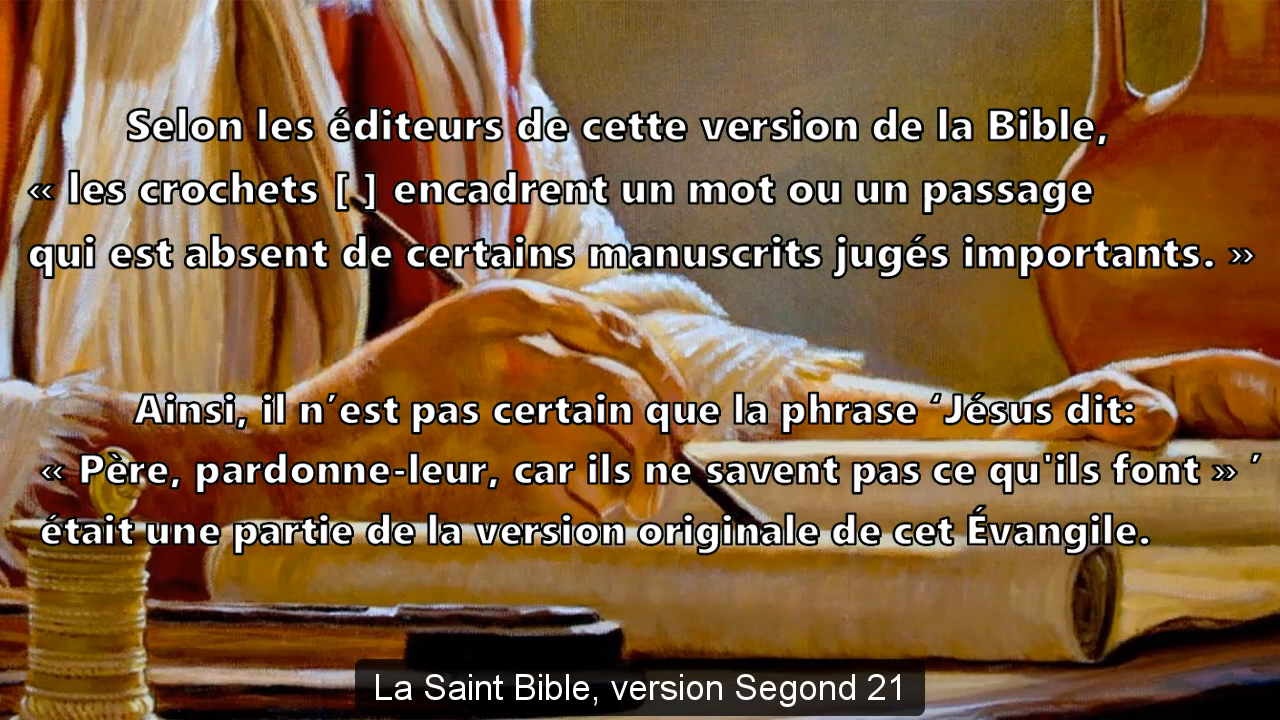 Selon les éditeurs de cette version de la Bible,
« les crochets [ ] encadrent un mot ou un passage
qui est absent de certains manuscrits jugés importants. »
Ainsi, il n′est pas certain que la phrase ‘Jésus dit:
« Père, pardonne-leur, car ils ne savent pas ce qu'ils font » ′
était une partie de la version originale de cet Évangile.
La Saint Bible, version Segond 21